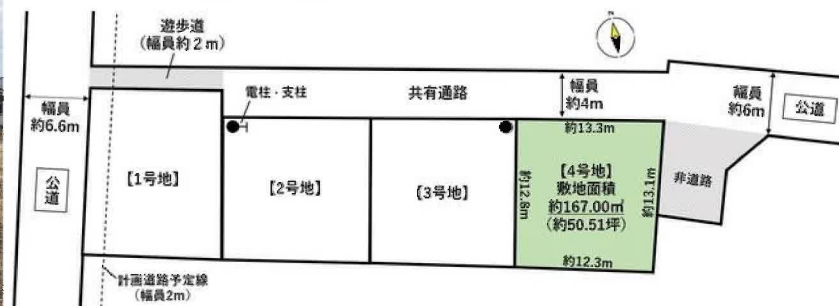 遊歩道
(幅員約2m)
幅員
約6.6m
公道
電柱・支柱
共有通路
幅員
約4m
幅員
約6m
公道
【1号地】
【2号地】
【3号地】
約13.3m
【4号地】
敷地面積
約167.00㎡
(約50.51坪)
約12.8m
約13.1m
約12.3m
非道路
計画道路予定線
(幅員2m)